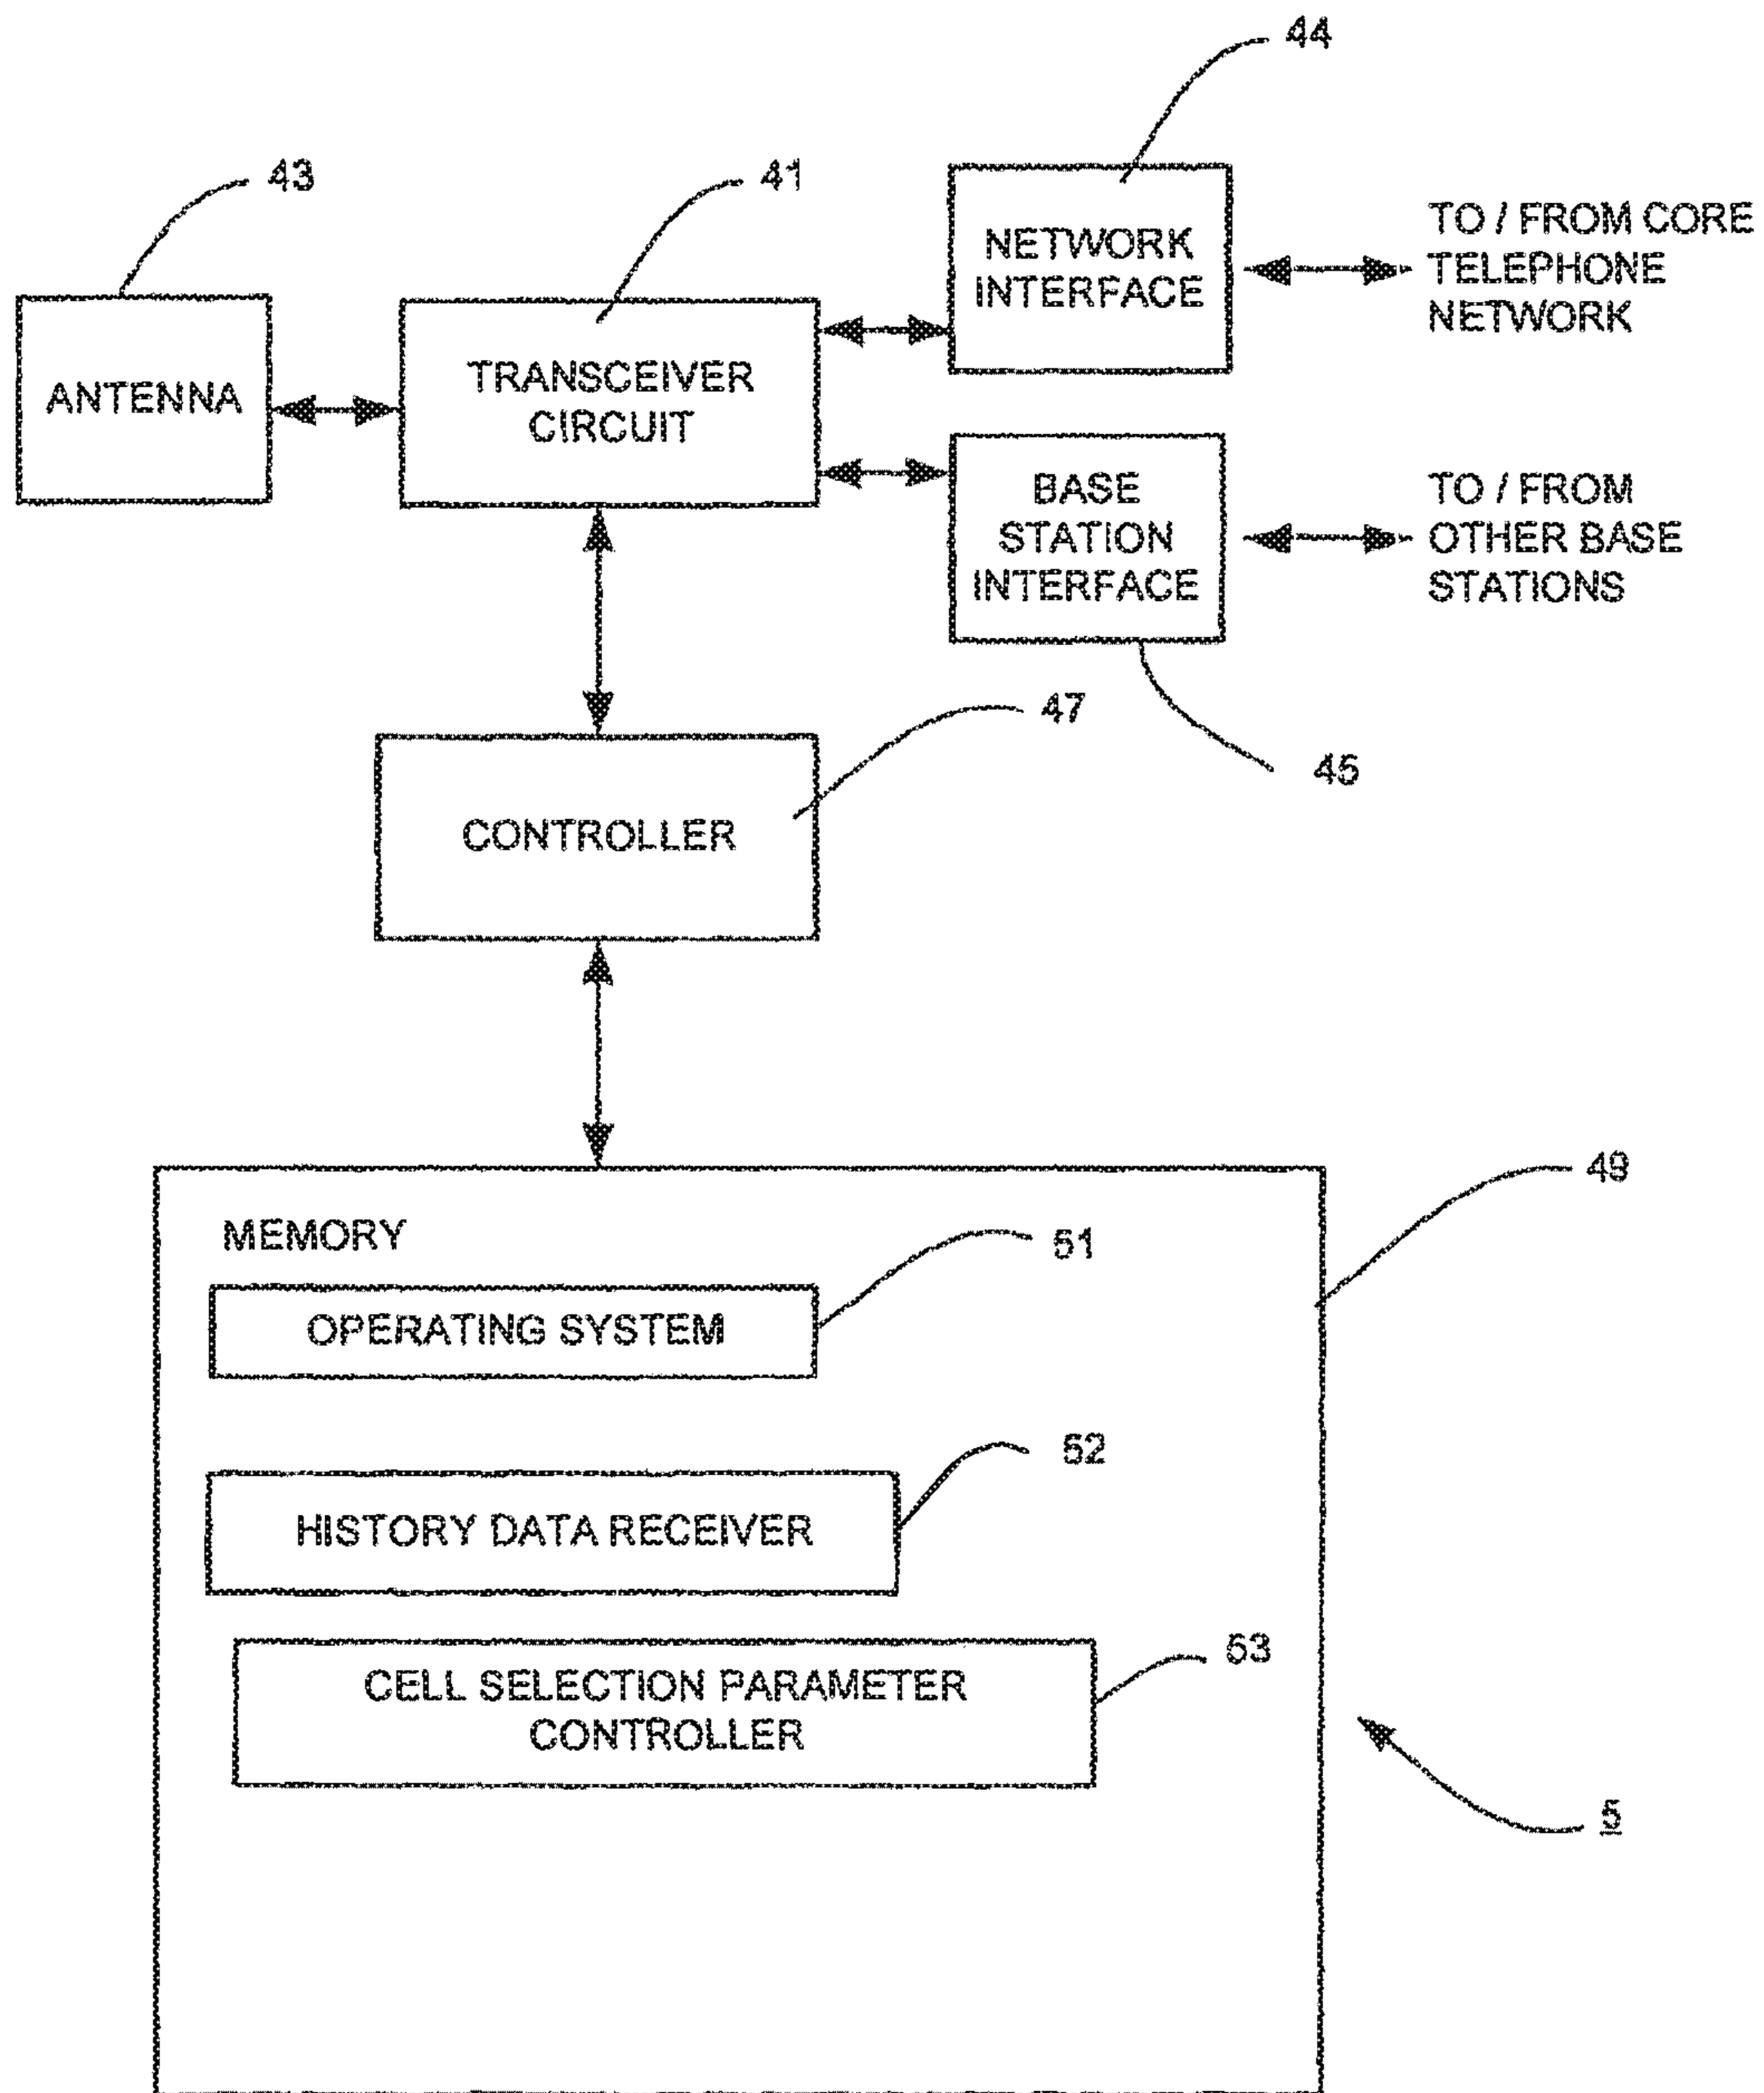 44
43
41
NETWORK
INTERFACE
TO / FROM CORE
TELEPHONE
NETWORK
ANTENNA
TRANSCEIVER
CIRCUIT
BASE
STATION
INTERFACE
TO / FROM
OTHER BASE
STATIONS
47
45
CONTROLLER
49
MEMORY
51
OPERATING SYSTEM
52
HISTORY DATA RECEIVER
53
CELL SELECTION PARAMETER
CONTROLLER
5